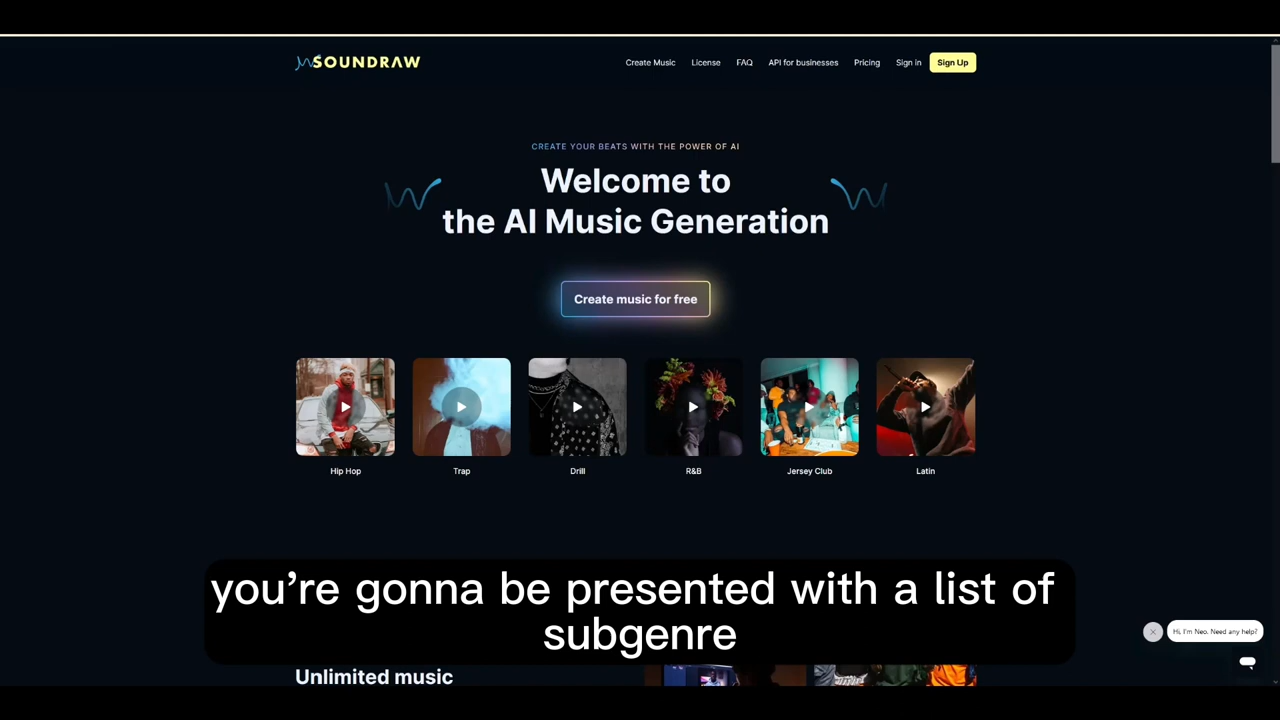 SOUNDRAW
Create Music
License
FAQ
API for businesses
Pricing
Sign in
Sign Up
CREATE YOUR BEATS WITH THE POWER OF AI
Welcome to
the AI Music Generation
Create music for free
Hip Hop
Trap
Drill
R&B
Jersey Club
Latin
you're gonna be presented with a list of
subgenre
Hi, I'm Neo. Need any help?
Unlimited music